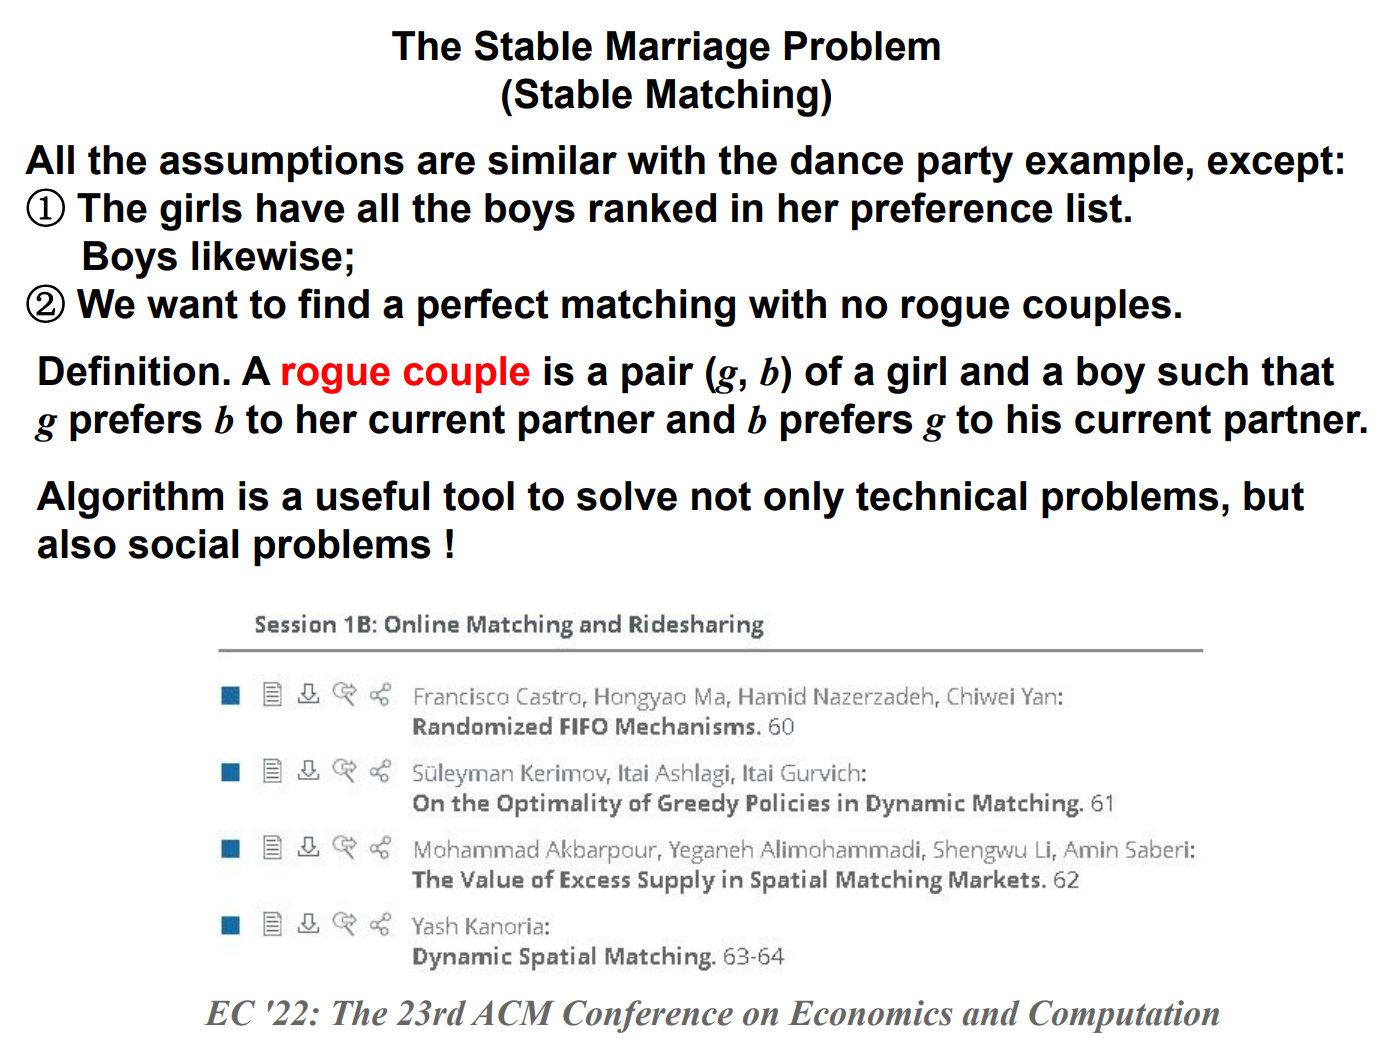 The Stable Marriage Problem
(Stable Matching)
All the assumptions are similar with the dance party example, except:
① The girls have all the boys ranked in her preference list.
Boys likewise;
② We want to find a perfect matching with no rogue couples.
Definition. A rogue couple is a pair (g, b) of a girl and a boy such that
g prefers b to her current partner and b prefers g to his current partner.
Algorithm is a useful tool to solve not only technical problems, but
also social problems !
Session 1B: Online Matching and Ridesharing
Francisco Castro, Hongyao Ma, Hamid Nazerzadeh, Chiwei Yan:
Randomized FIFO Mechanisms. 60
Süleyman Kerimov, Itai Ashlagi, Itai Gurvich:
On the Optimality of Greedy Policies in Dynamic Matching. 61
Mohammad Akbarpour, Yeganeh Alimohammadi, Shengwu Li, Amin Saberi:
The Value of Excess Supply in Spatial Matching Markets. 62
Yash Kanoria:
Dynamic Spatial Matching. 63-64
EC '22: The 23rd ACM Conference on Economics and Computation